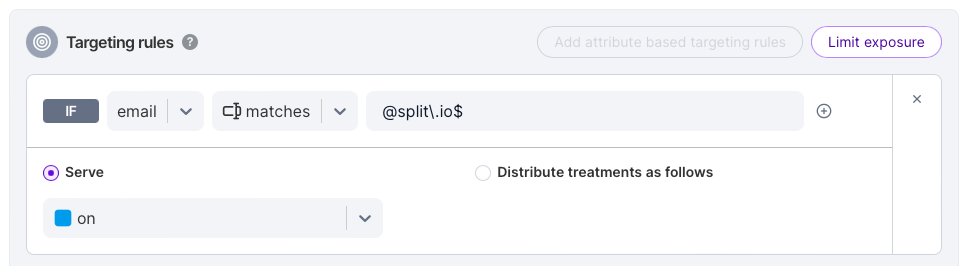 Targeting rules ?
Add attribute based targeting rules
Limit exposure
IF email matches @split\.io$
Serve
Distribute treatments as follows
on